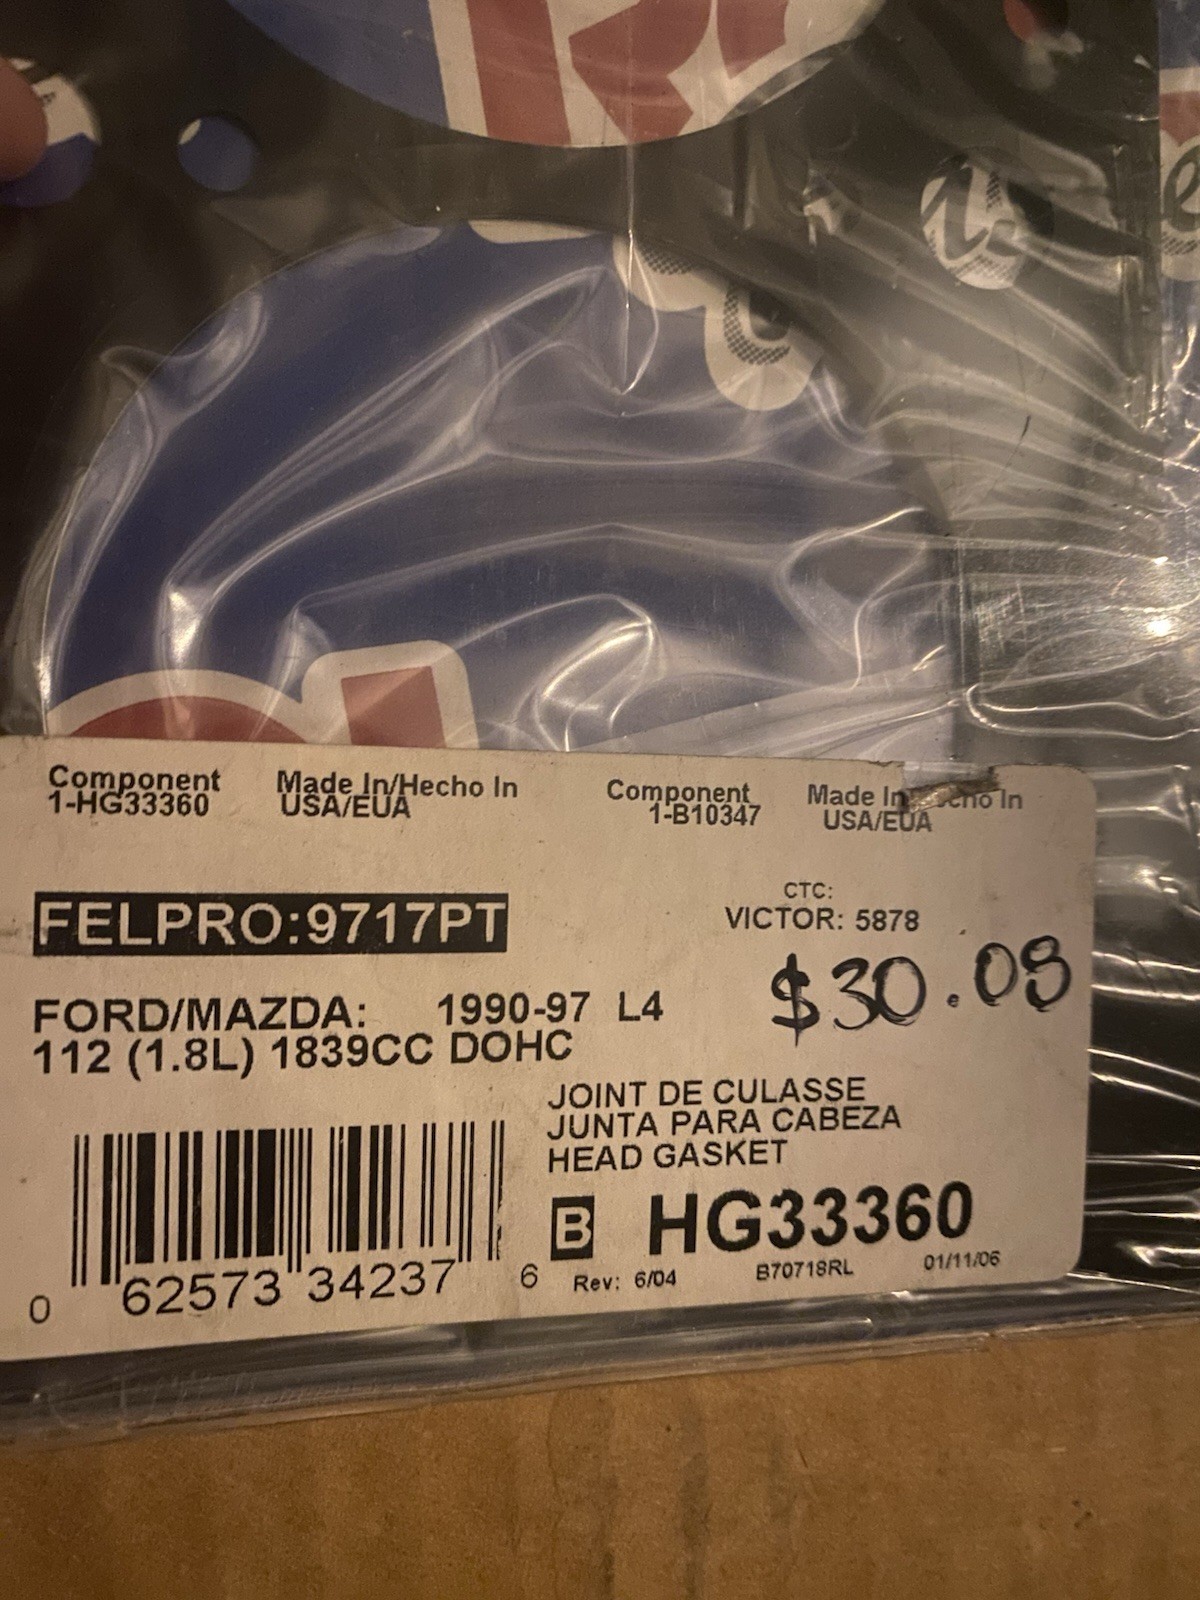 Component Made In/Hecho In Component Made In
1-HG33360 USA/EUA 1-B10347 USA/EUA
FELPRO:9717PT
CTC:
VICTOR: 5878
$30.08
FORD/MAZDA: 1990-97 L4
112 (1.8L) 1839CC DOHC
JOINT DE CULASSE
JUNTA PARA CABEZA
HEAD GASKET
B HG33360
Rev: 6/04 B70718RL 01/11/06
0 62573 34237 6